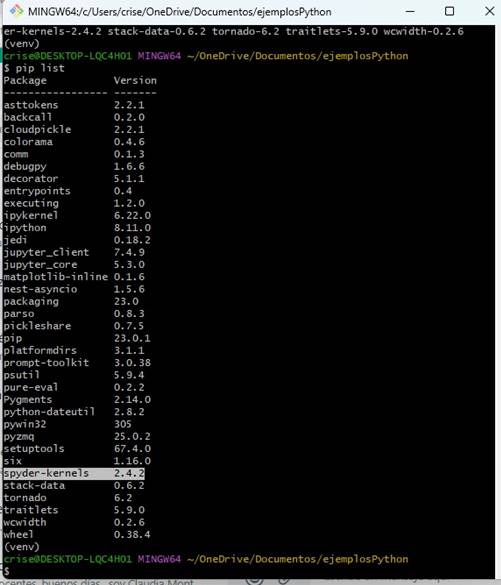 MINGW64:/c/Users/crise/OneDrive/Documentos/ejemplosPython
er-kernels-2.4.2 stack-data-0.6.2 tornado-6.2 traitlets-5.9.0 wcwidth-0.2.6
(venv)
crise@DESKTOP-LQC4HO1 MINGW64 ~/OneDrive/Documentos/ejemplosPython
$ pip list
Package Version
----------------- -------
asttokens 2.2.1
backcall 0.2.0
cloudpickle 2.2.1
colorama 0.4.6
comm 0.1.3
debugpy 1.6.6
decorator 5.1.1
entrypoints 0.4
executing 1.2.0
ipykernel 6.22.0
ipython 8.11.0
jedi 0.18.2
jupyter_client 7.4.9
jupyter_core 5.3.0
matplotlib-inline 0.1.6
nest-asyncio 1.5.6
packaging 23.0
parso 0.8.3
pickleshare 0.7.5
pip 23.0.1
platformdirs 3.1.1
prompt-toolkit 3.0.38
psutil 5.9.4
pure-eval 0.2.2
Pygments 2.14.0
python-dateutil 2.8.2
pywin32 305
pyzmq 25.0.2
setuptools 67.4.0
six 1.16.0
spyder-kernels 2.4.2
stack-data 0.6.2
tornado 6.2
traitlets 5.9.0
wcwidth 0.2.6
wheel 0.38.4
(venv)
crise@DESKTOP-LQC4HO1 MINGW64 ~/OneDrive/Documentos/ejemplosPython
$